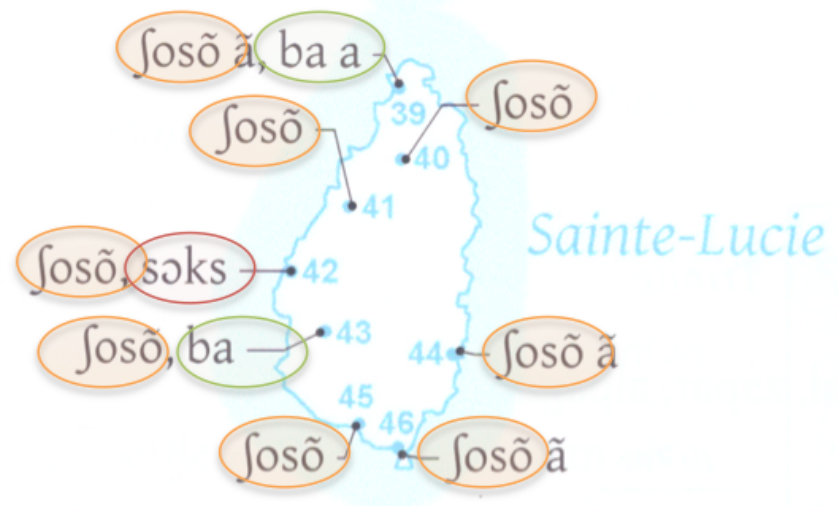 ʃosõ ã, ba a
39
ʃosõ
ʃosõ
40
41
Sainte-Lucie
ʃosõ, sɔks
42
ʃosõ, ba
43
44
ʃosõ ã
45
46
ʃosõ
ʃosõ ã